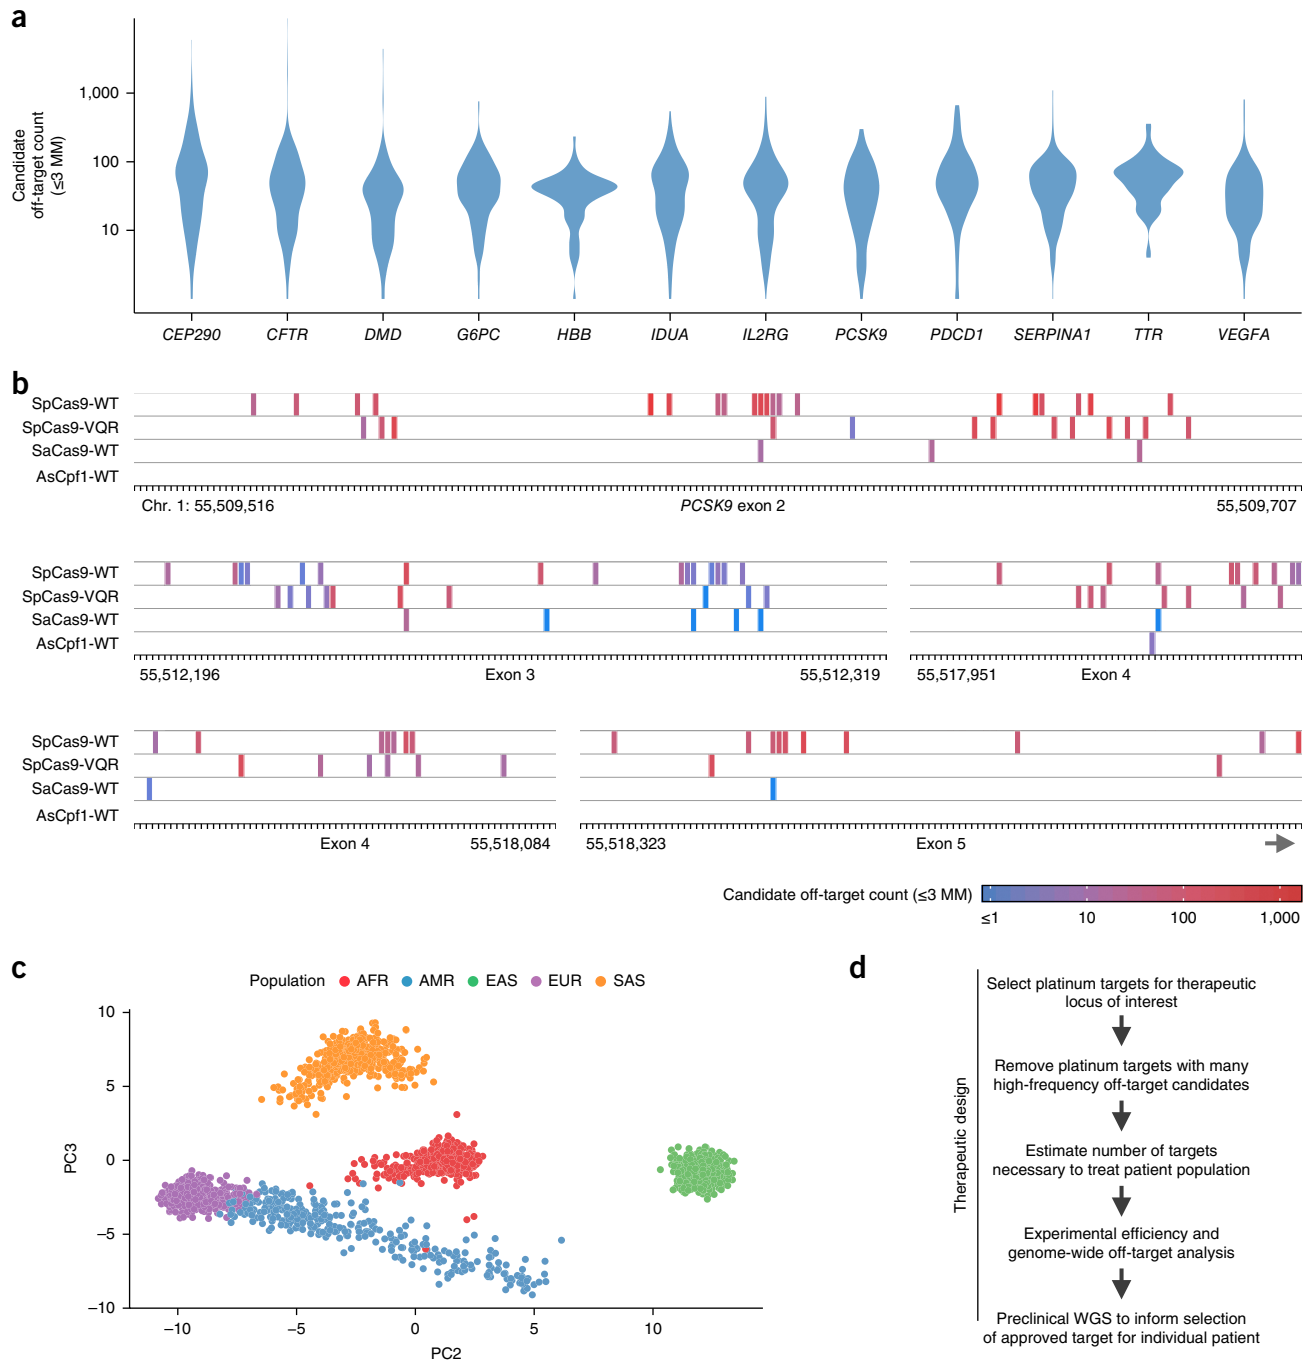 a
Candidate
off-target count
(≤3 MM)
1,000
100
10
CEP290
CFTR
DMD
G6PC
HBB
IDUA
IL2RG
PCSK9
PDCD1
SERPINA1
TTR
VEGFA
b
SpCas9-WT
SpCas9-VQR
SaCas9-WT
AsCpf1-WT
Chr. 1: 55,509,516
PCSK9 exon 2
55,509,707
SpCas9-WT
SpCas9-VQR
SaCas9-WT
AsCpf1-WT
55,512,196
Exon 3
55,512,319
55,517,951
Exon 4
SpCas9-WT
SpCas9-VQR
SaCas9-WT
AsCpf1-WT
Exon 4
55,518,084
55,518,323
Exon 5
Candidate off-target count (≤3 MM)
≤1
10
100
1,000
c
Population
AFR
AMR
EAS
EUR
SAS
PC3
10
5
0
−5
−10
−10
−5
0
5
10
PC2
d
Therapeutic design
Select platinum targets for therapeutic
locus of interest
Remove platinum targets with many
high-frequency off-target candidates
Estimate number of targets
necessary to treat patient population
Experimental efficiency and
genome-wide off-target analysis
Preclinical WGS to inform selection
of approved target for individual patient